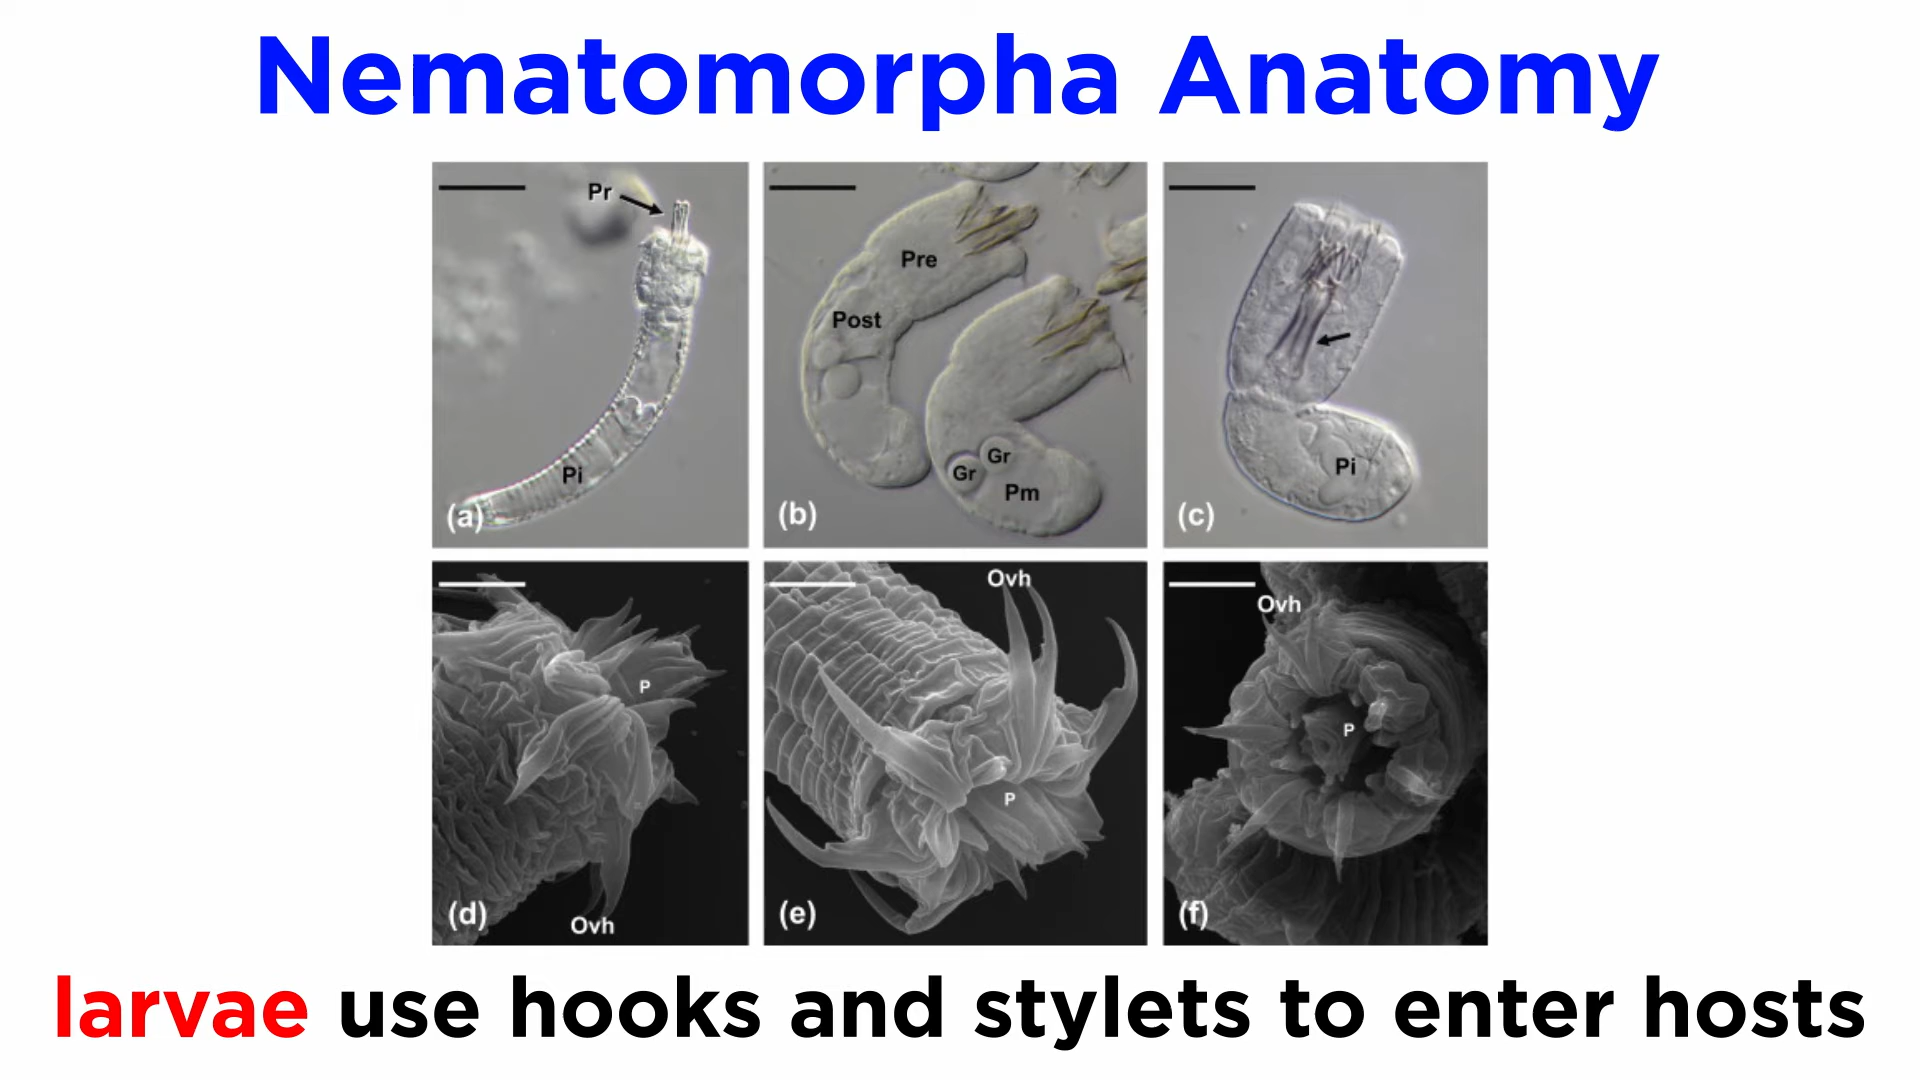 Nematomorpha Anatomy
Pr
Pi
(a)
Pre
Post
Gr
Gr
Pm
(b)
Pi
(c)
P
(d)
Ovh
Ovh
P
(e)
Ovh
P
(f)
larvae use hooks and stylets to enter hosts